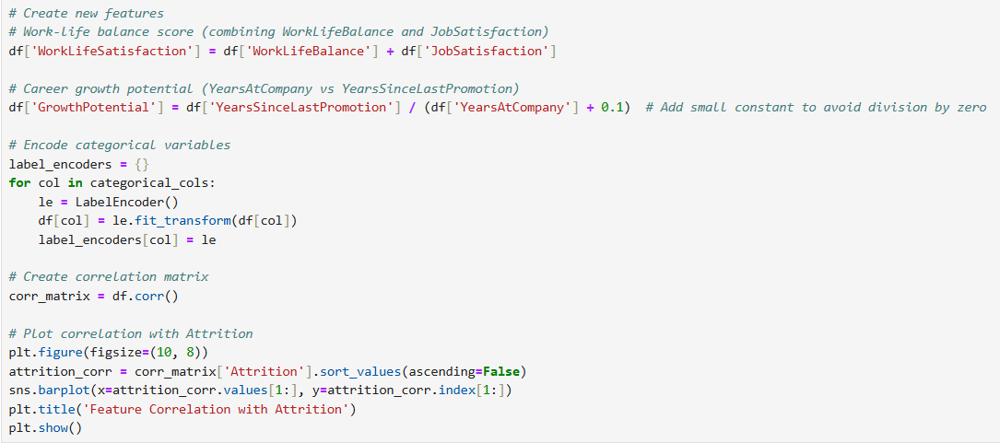 # Create new features
# Work-life balance score (combining WorkLifeBalance and JobSatisfaction)
df['WorkLifeSatisfaction'] = df['WorkLifeBalance'] + df['JobSatisfaction']
# Career growth potential (YearsAtCompany vs YearsSinceLastPromotion)
df['GrowthPotential'] = df['YearsSinceLastPromotion'] / (df['YearsAtCompany'] + 0.1)  # Add small constant to avoid division by zero
# Encode categorical variables
label_encoders = {}
for col in categorical_cols:
    le = LabelEncoder()
    df[col] = le.fit_transform(df[col])
    label_encoders[col] = le
# Create correlation matrix
corr_matrix = df.corr()
# Plot correlation with Attrition
plt.figure(figsize=(10, 8))
attrition_corr = corr_matrix['Attrition'].sort_values(ascending=False)
sns.barplot(x=attrition_corr.values[1:], y=attrition_corr.index[1:])
plt.title('Feature Correlation with Attrition')
plt.show()